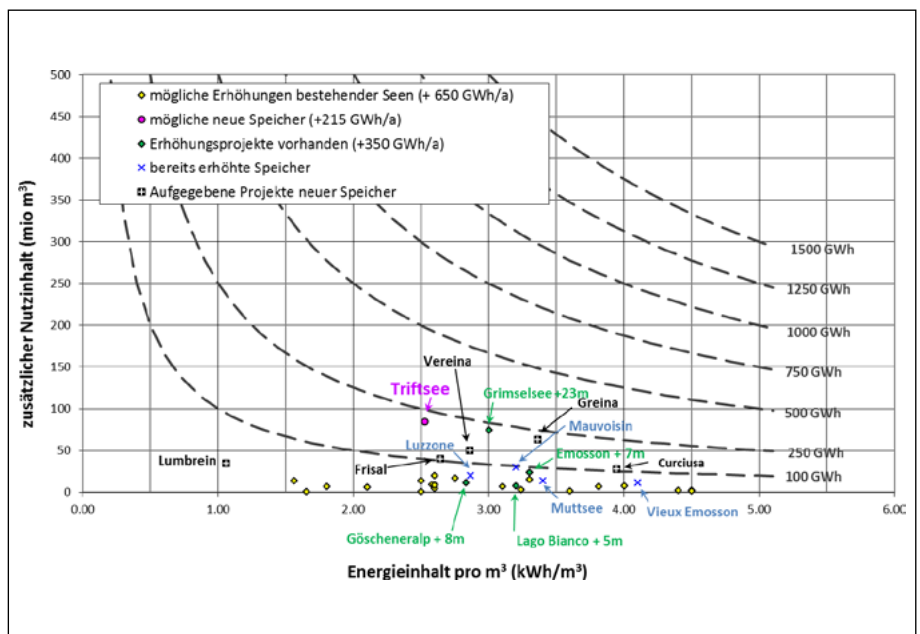 500
450
400
350
300
250
200
150
100
50
0
zusätzlicher Nutzinhalt (mio m³)
mögliche Erhöhungen bestehender Seen (+ 650 GWh/a)
mögliche neue Speicher (+215 GWh/a)
Erhöhungsprojekte vorhanden (+350 GWh/a)
bereits erhöhte Speicher
Aufgegebene Projekte neuer Speicher
1500 GWh
1250 GWh
1000 GWh
750 GWh
500 GWh
250 GWh
100 GWh
Vereina
Triftsee
Grimselsee +23m
Greina
Mauvoisin
Luzzone
Emosson + 7m
Lumbrein
Frisal
Curciusa
Muttsee
Vieux Emosson
Göscheneralp + 8m
Lago Bianco + 5m
0.00 1.00 2.00 3.00 4.00 5.00 6.00
Energieinhalt pro m³ (kWh/m³)